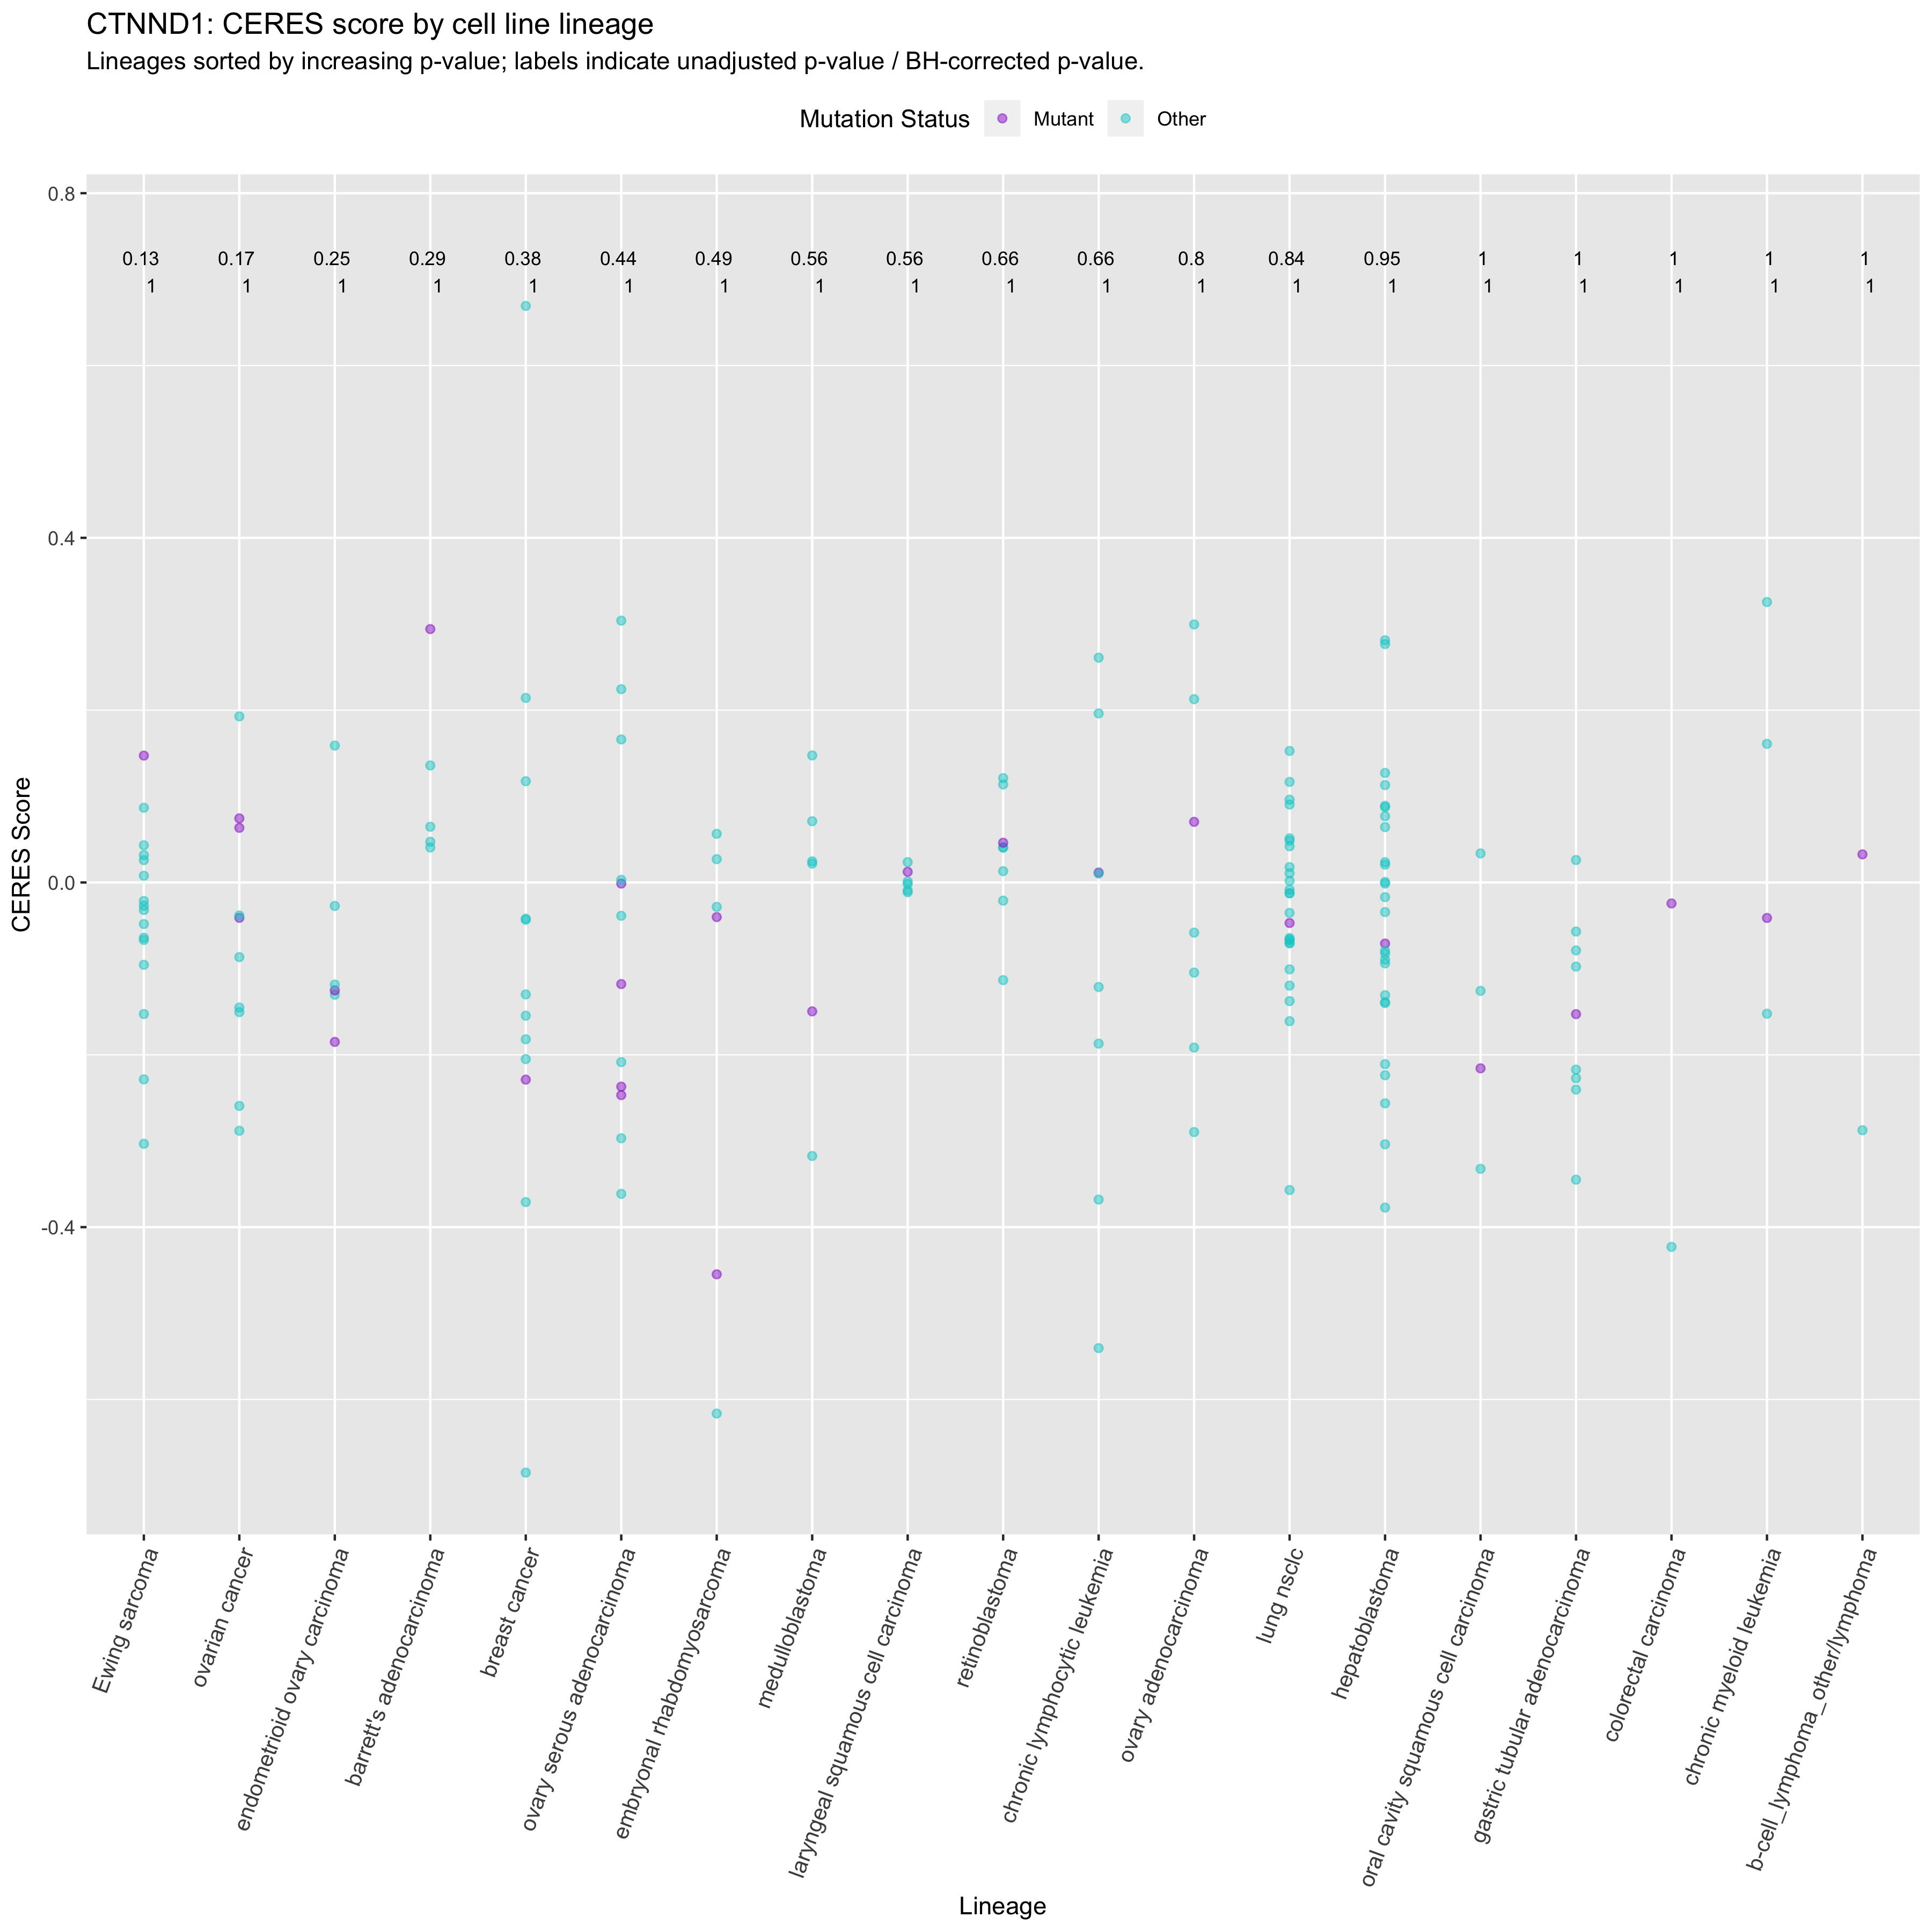 CTNND1: CERES score by cell line lineage
Lineages sorted by increasing p-value; labels indicate unadjusted p-value / BH-corrected p-value.
Mutation Status Mutant Other
0.8
0.13 0.17 0.25 0.29 0.38 0.44 0.49 0.56 0.56 0.66 0.66 0.8 0.84 0.95 1 1 1 1 1
1 1 1 1 1 1 1 1 1 1 1 1 1 1 1 1 1 1 1
0.4
0.0
-0.4
CERES Score
Ewing sarcoma
ovarian cancer
endometrioid ovary carcinoma
barrett's adenocarcinoma
breast cancer
ovary serous adenocarcinoma
embryonal rhabdomyosarcoma
medulloblastoma
laryngeal squamous cell carcinoma
retinoblastoma
chronic lymphocytic leukemia
ovary adenocarcinoma
lung nsclc
hepatoblastoma
oral cavity squamous cell carcinoma
gastric tubular adenocarcinoma
colorectal carcinoma
chronic myeloid leukemia
b-cell_lymphoma_other/lymphoma
Lineage